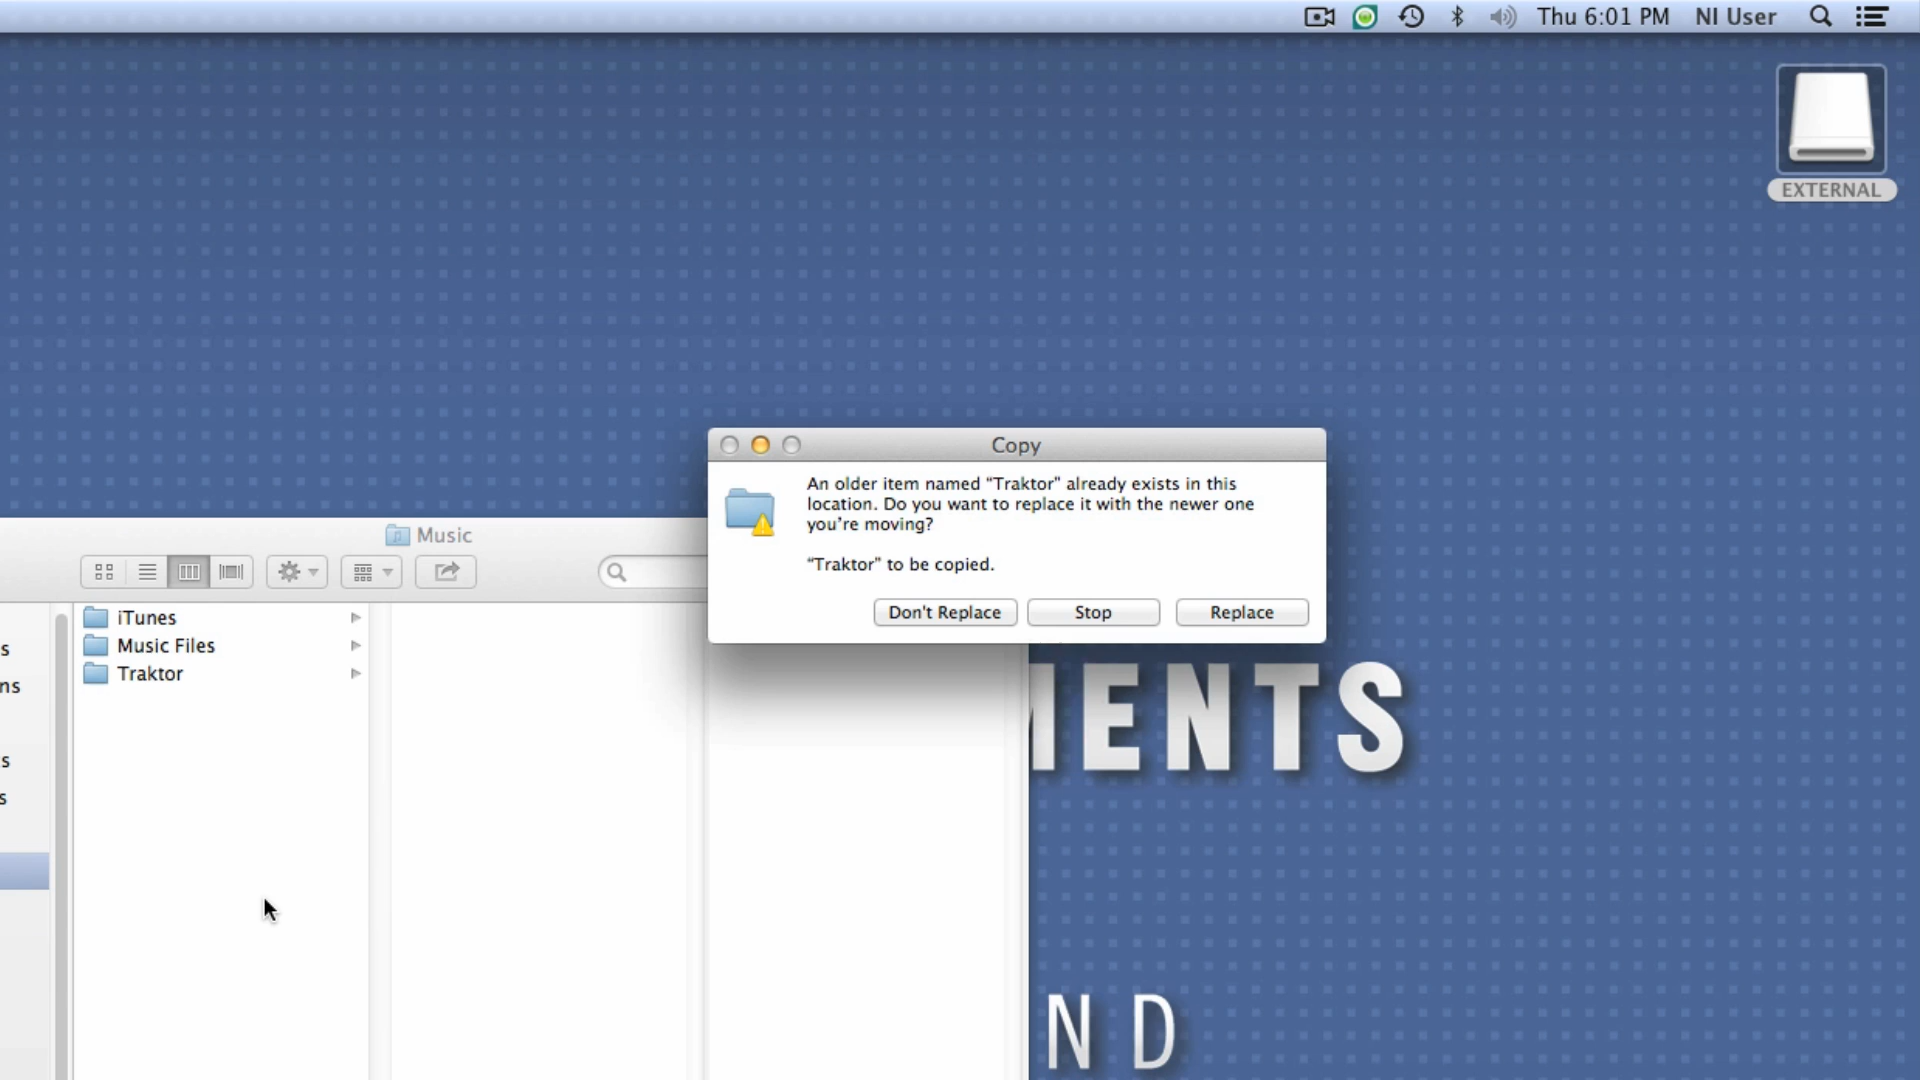 Thu 6:01 PM NI User
EXTERNAL
Copy
An older item named “Traktor” already exists in this
location. Do you want to replace it with the newer one
you’re moving?
“Traktor” to be copied.
Don't Replace Stop Replace
Music
iTunes
Music Files
Traktor
s
ns
s
s
MENTS
ND